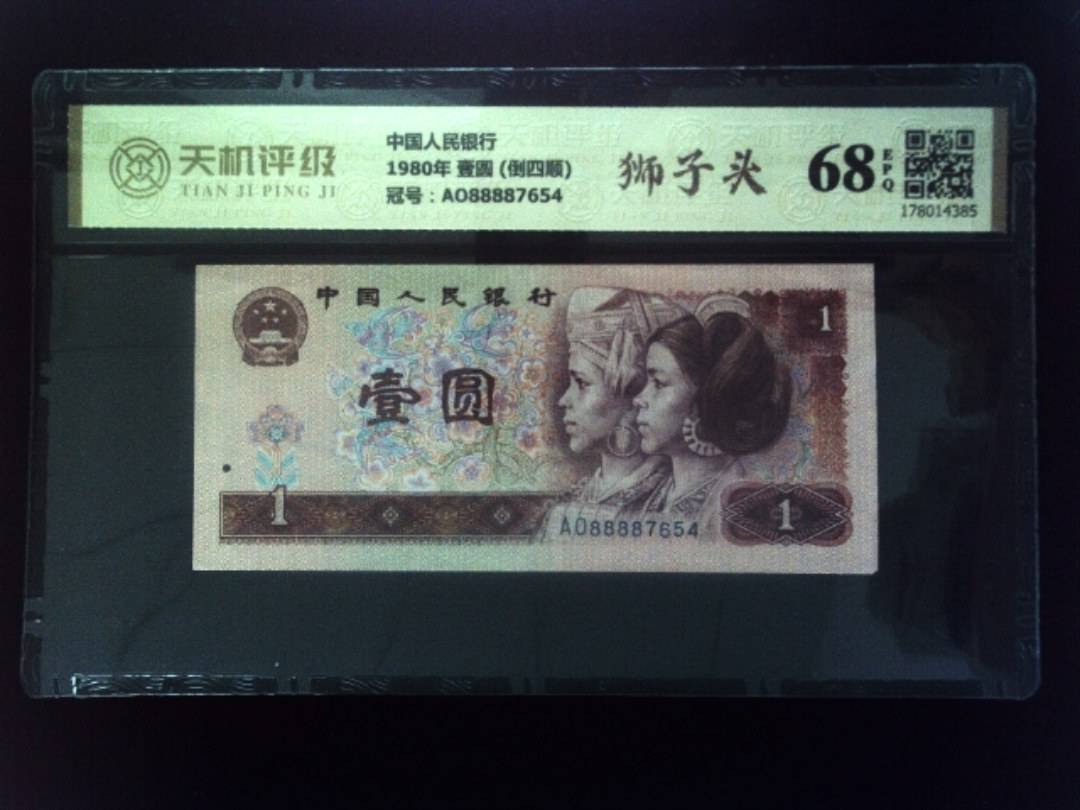 天机评级
TIAN JI PING JI
中国人民银行
1980年 壹圆 (倒四顺)
冠号：AO88887654
狮子头
68
EPQ
178014385
中国人民银行
1
壹圆
1
AO88887654
1